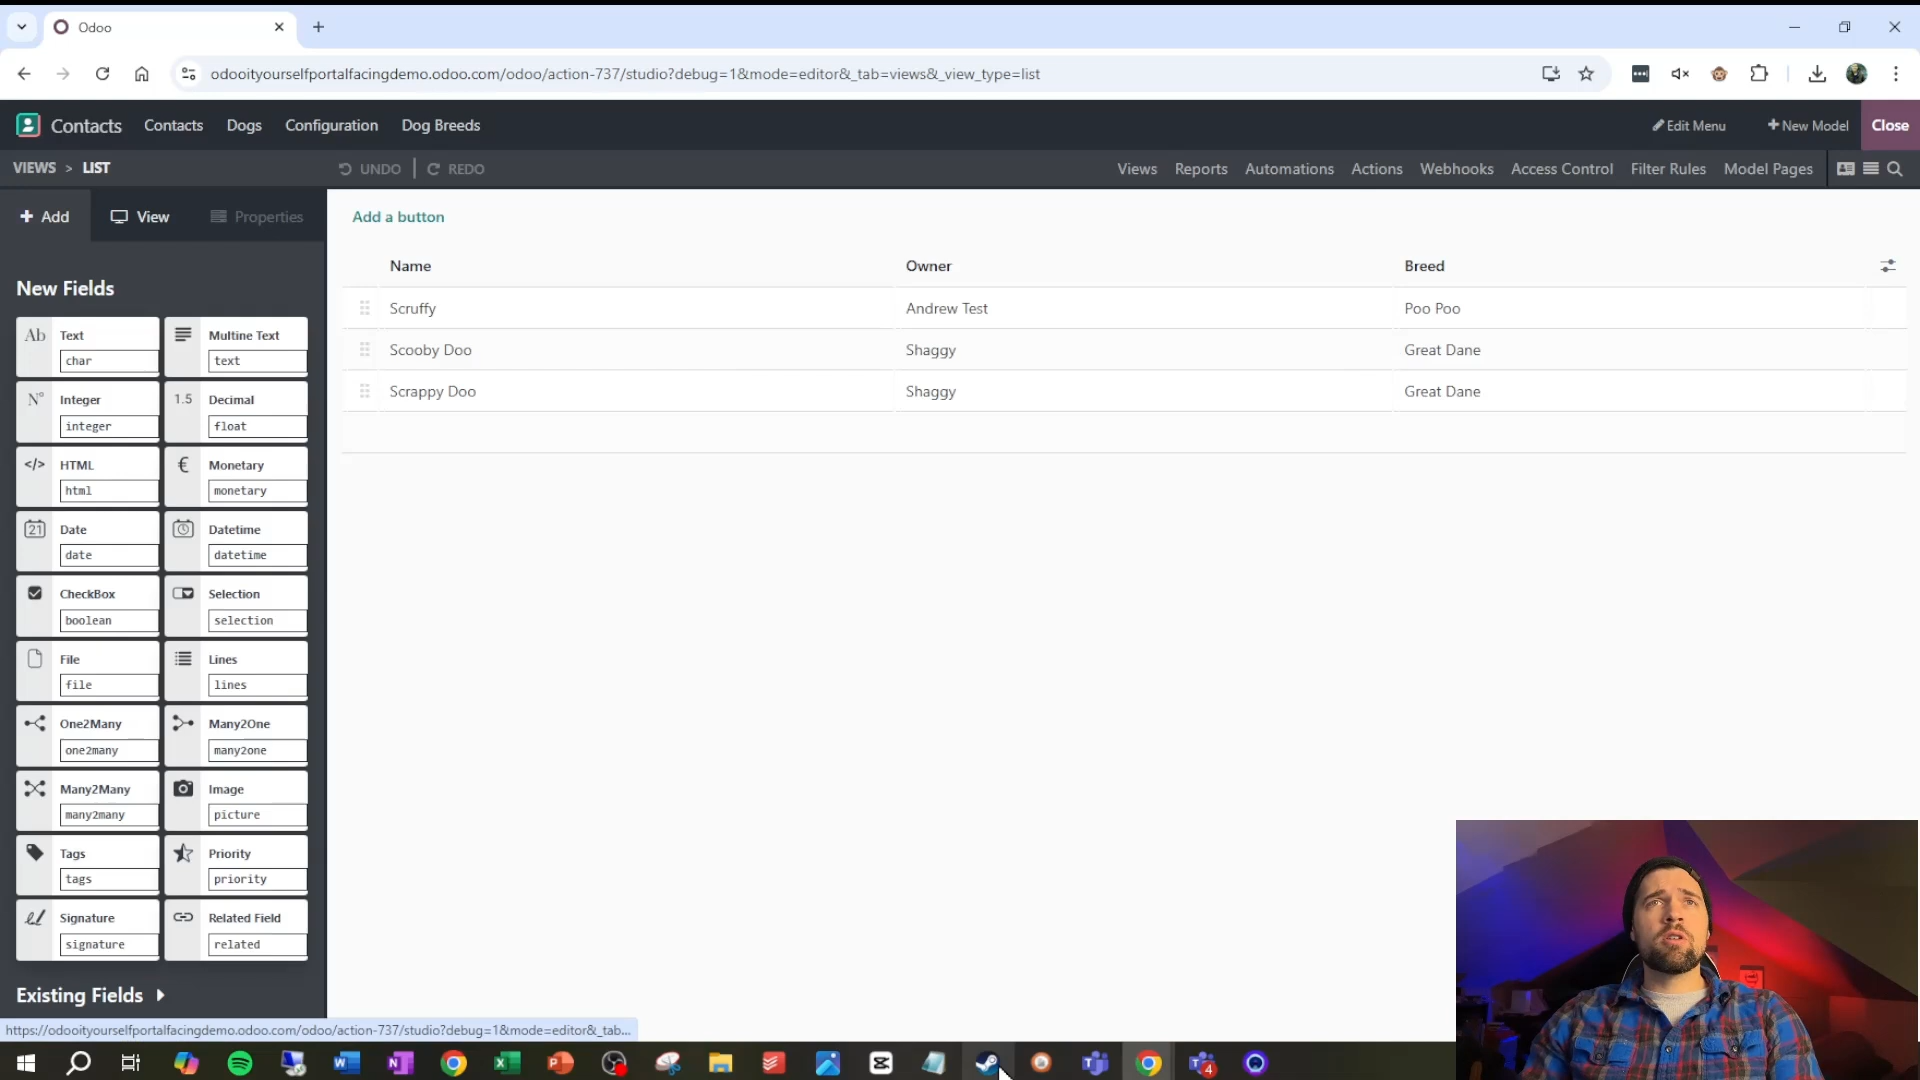 Odoo
odooityourselfportalfacingdemo.odoo.com/odoo/action-737/studio?debug=1&mode=editor&_tab=views&_view_type=list
Contacts Contacts Dogs Configuration Dog Breeds Edit Menu New Model Close
VIEWS > LIST UNDO REDO Views Reports Automations Actions Webhooks Access Control Filter Rules Model Pages
Add View Properties
Add a button
Name Owner Breed
Scruffy Andrew Test Poo Poo
Scooby Doo Shaggy Great Dane
Scrappy Doo Shaggy Great Dane
New Fields
Ab Text Multine Text
char text
N° Integer 1.5 Decimal
integer float
</> HTML € Monetary
html monetary
21 Date Datetime
date datetime
CheckBox Selection
boolean selection
File Lines
file lines
One2Many Many2One
one2many many2one
Many2Many Image
many2many picture
Tags Priority
tags priority
Signature Related Field
signature related
Existing Fields
https://odooityourselfportalfacingdemo.odoo.com/odoo/action-737/studio?debug=1&mode=editor&_tab...
4